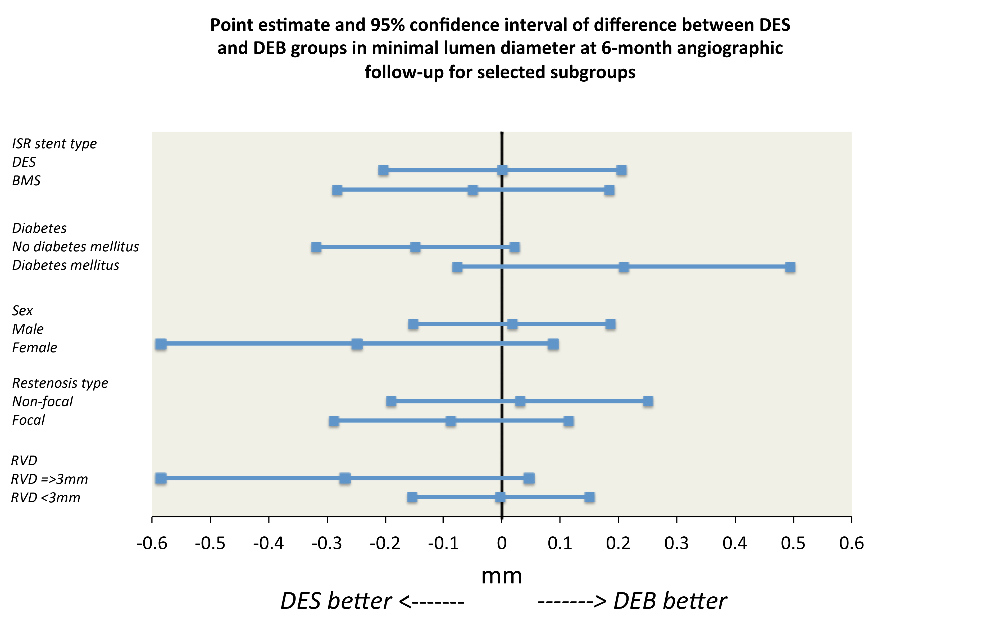 Point estimate and 95% confidence interval of difference between DES
and DEB groups in minimal lumen diameter at 6-month angiographic
follow-up for selected subgroups
ISR stent type
DES
BMS
Diabetes
No diabetes mellitus
Diabetes mellitus
Sex
Male
Female
Restenosis type
Non-focal
Focal
RVD
RVD =>3mm
RVD <3mm
-0.6 -0.5 -0.4 -0.3 -0.2 -0.1 0 0.1 0.2 0.3 0.4 0.5 0.6
mm
DES better <------- -------> DEB better